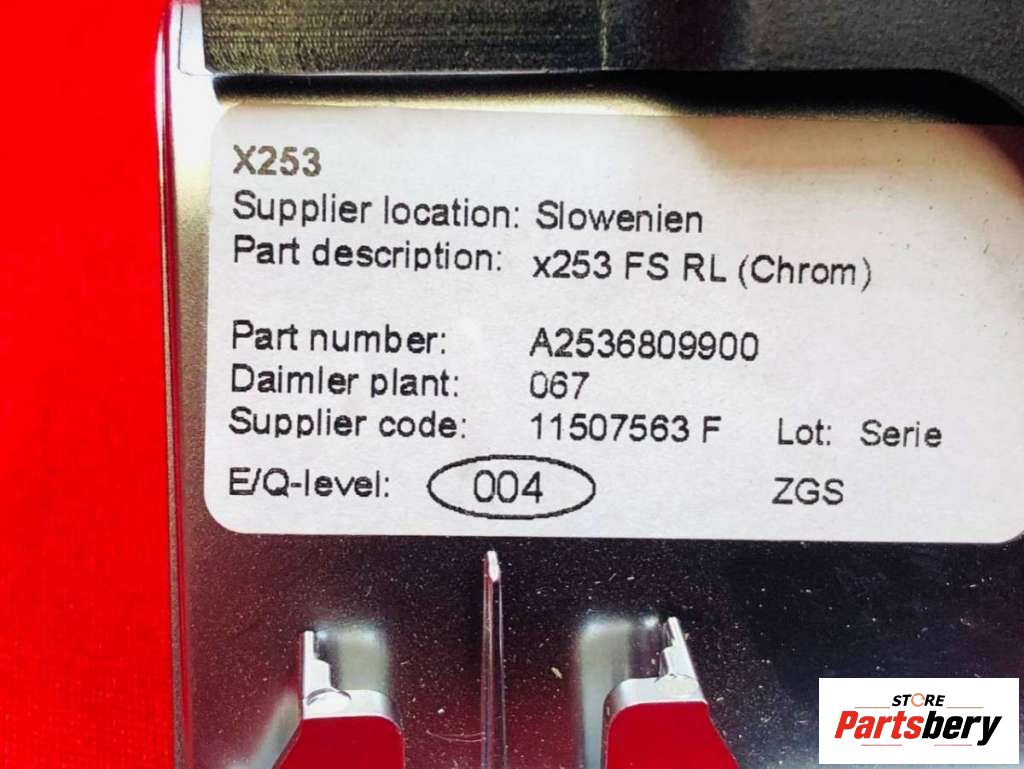 X253
Supplier location: Slowenien
Part description: x253 FS RL (Chrom)
Part number: A2536809900
Daimler plant: 067
Supplier code: 11507563 F Lot: Serie
E/Q-level: 004 ZGS
STORE
Partsbery